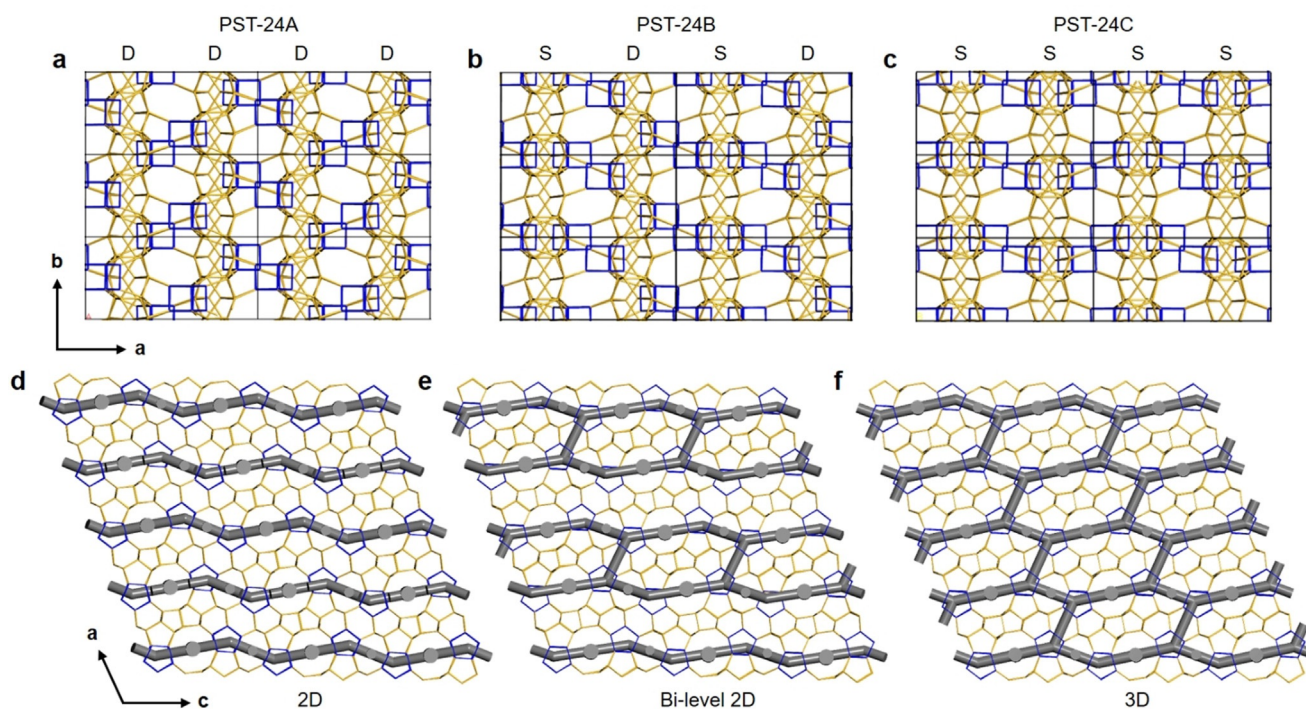 PST-24A PST-24B PST-24C
a D D D D b S D S D c S S S S
b
a
d e f
a
c
2D Bi-level 2D 3D